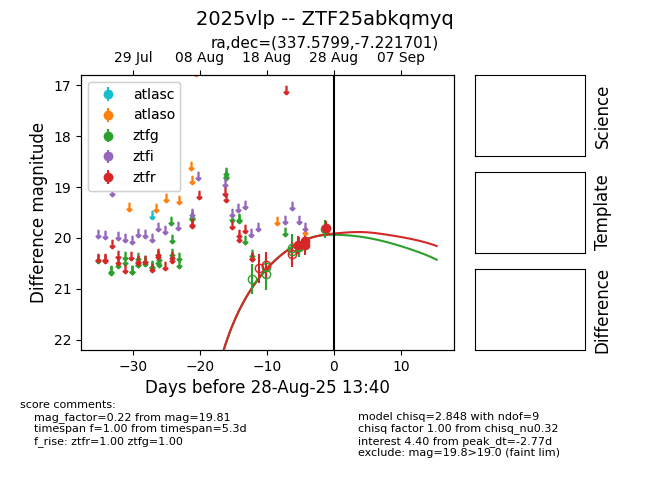 2025vlp -- ZTF25abkqmyq
ra,dec=(337.5799,-7.221701)
29 Jul 08 Aug 18 Aug 28 Aug 07 Sep
atlasc
atlaso
ztfg
ztfi
ztfr
17
18
19
20
21
22
Difference magnitude
−30 −20 −10 0 10
Days before 28-Aug-25 13:40
Science
Template
Difference
score comments:
mag_factor=0.22 from mag=19.81
timespan f=1.00 from timespan=5.3d
f_rise: ztfr=1.00 ztfg=1.00
model chisq=2.848 with ndof=9
chisq factor 1.00 from chisq_nu0.32
interest 4.40 from peak_dt=-2.77d
exclude: mag=19.8>19.0 (faint lim)